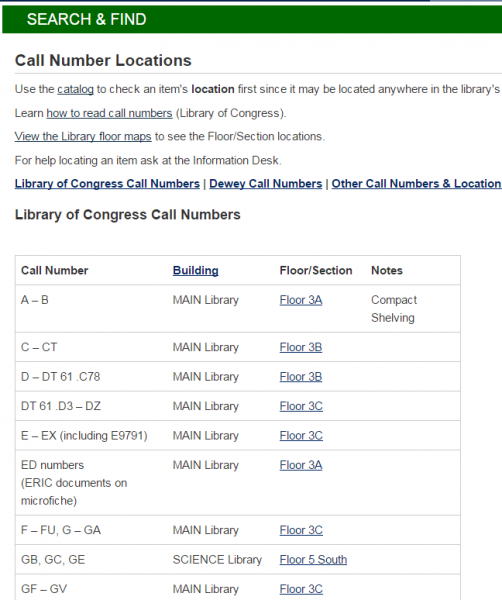 SEARCH & FIND
Call Number Locations
Use the catalog to check an item's location first since it may be located anywhere in the library's
Learn how to read call numbers (Library of Congress).
View the Library floor maps to see the Floor/Section locations.
For help locating an item ask at the Information Desk.
Library of Congress Call Numbers | Dewey Call Numbers | Other Call Numbers & Location
Library of Congress Call Numbers
Call Number Building Floor/Section Notes
A – B MAIN Library Floor 3A Compact
Shelving
C – CT MAIN Library Floor 3B
D – DT 61 .C78 MAIN Library Floor 3B
DT 61 .D3 – DZ MAIN Library Floor 3C
E – EX (including E9791) MAIN Library Floor 3C
ED numbers MAIN Library Floor 3A
(ERIC documents on
microfiche)
F – FU, G – GA MAIN Library Floor 3C
GB, GC, GE SCIENCE Library Floor 5 South
GF – GV MAIN Library Floor 3C